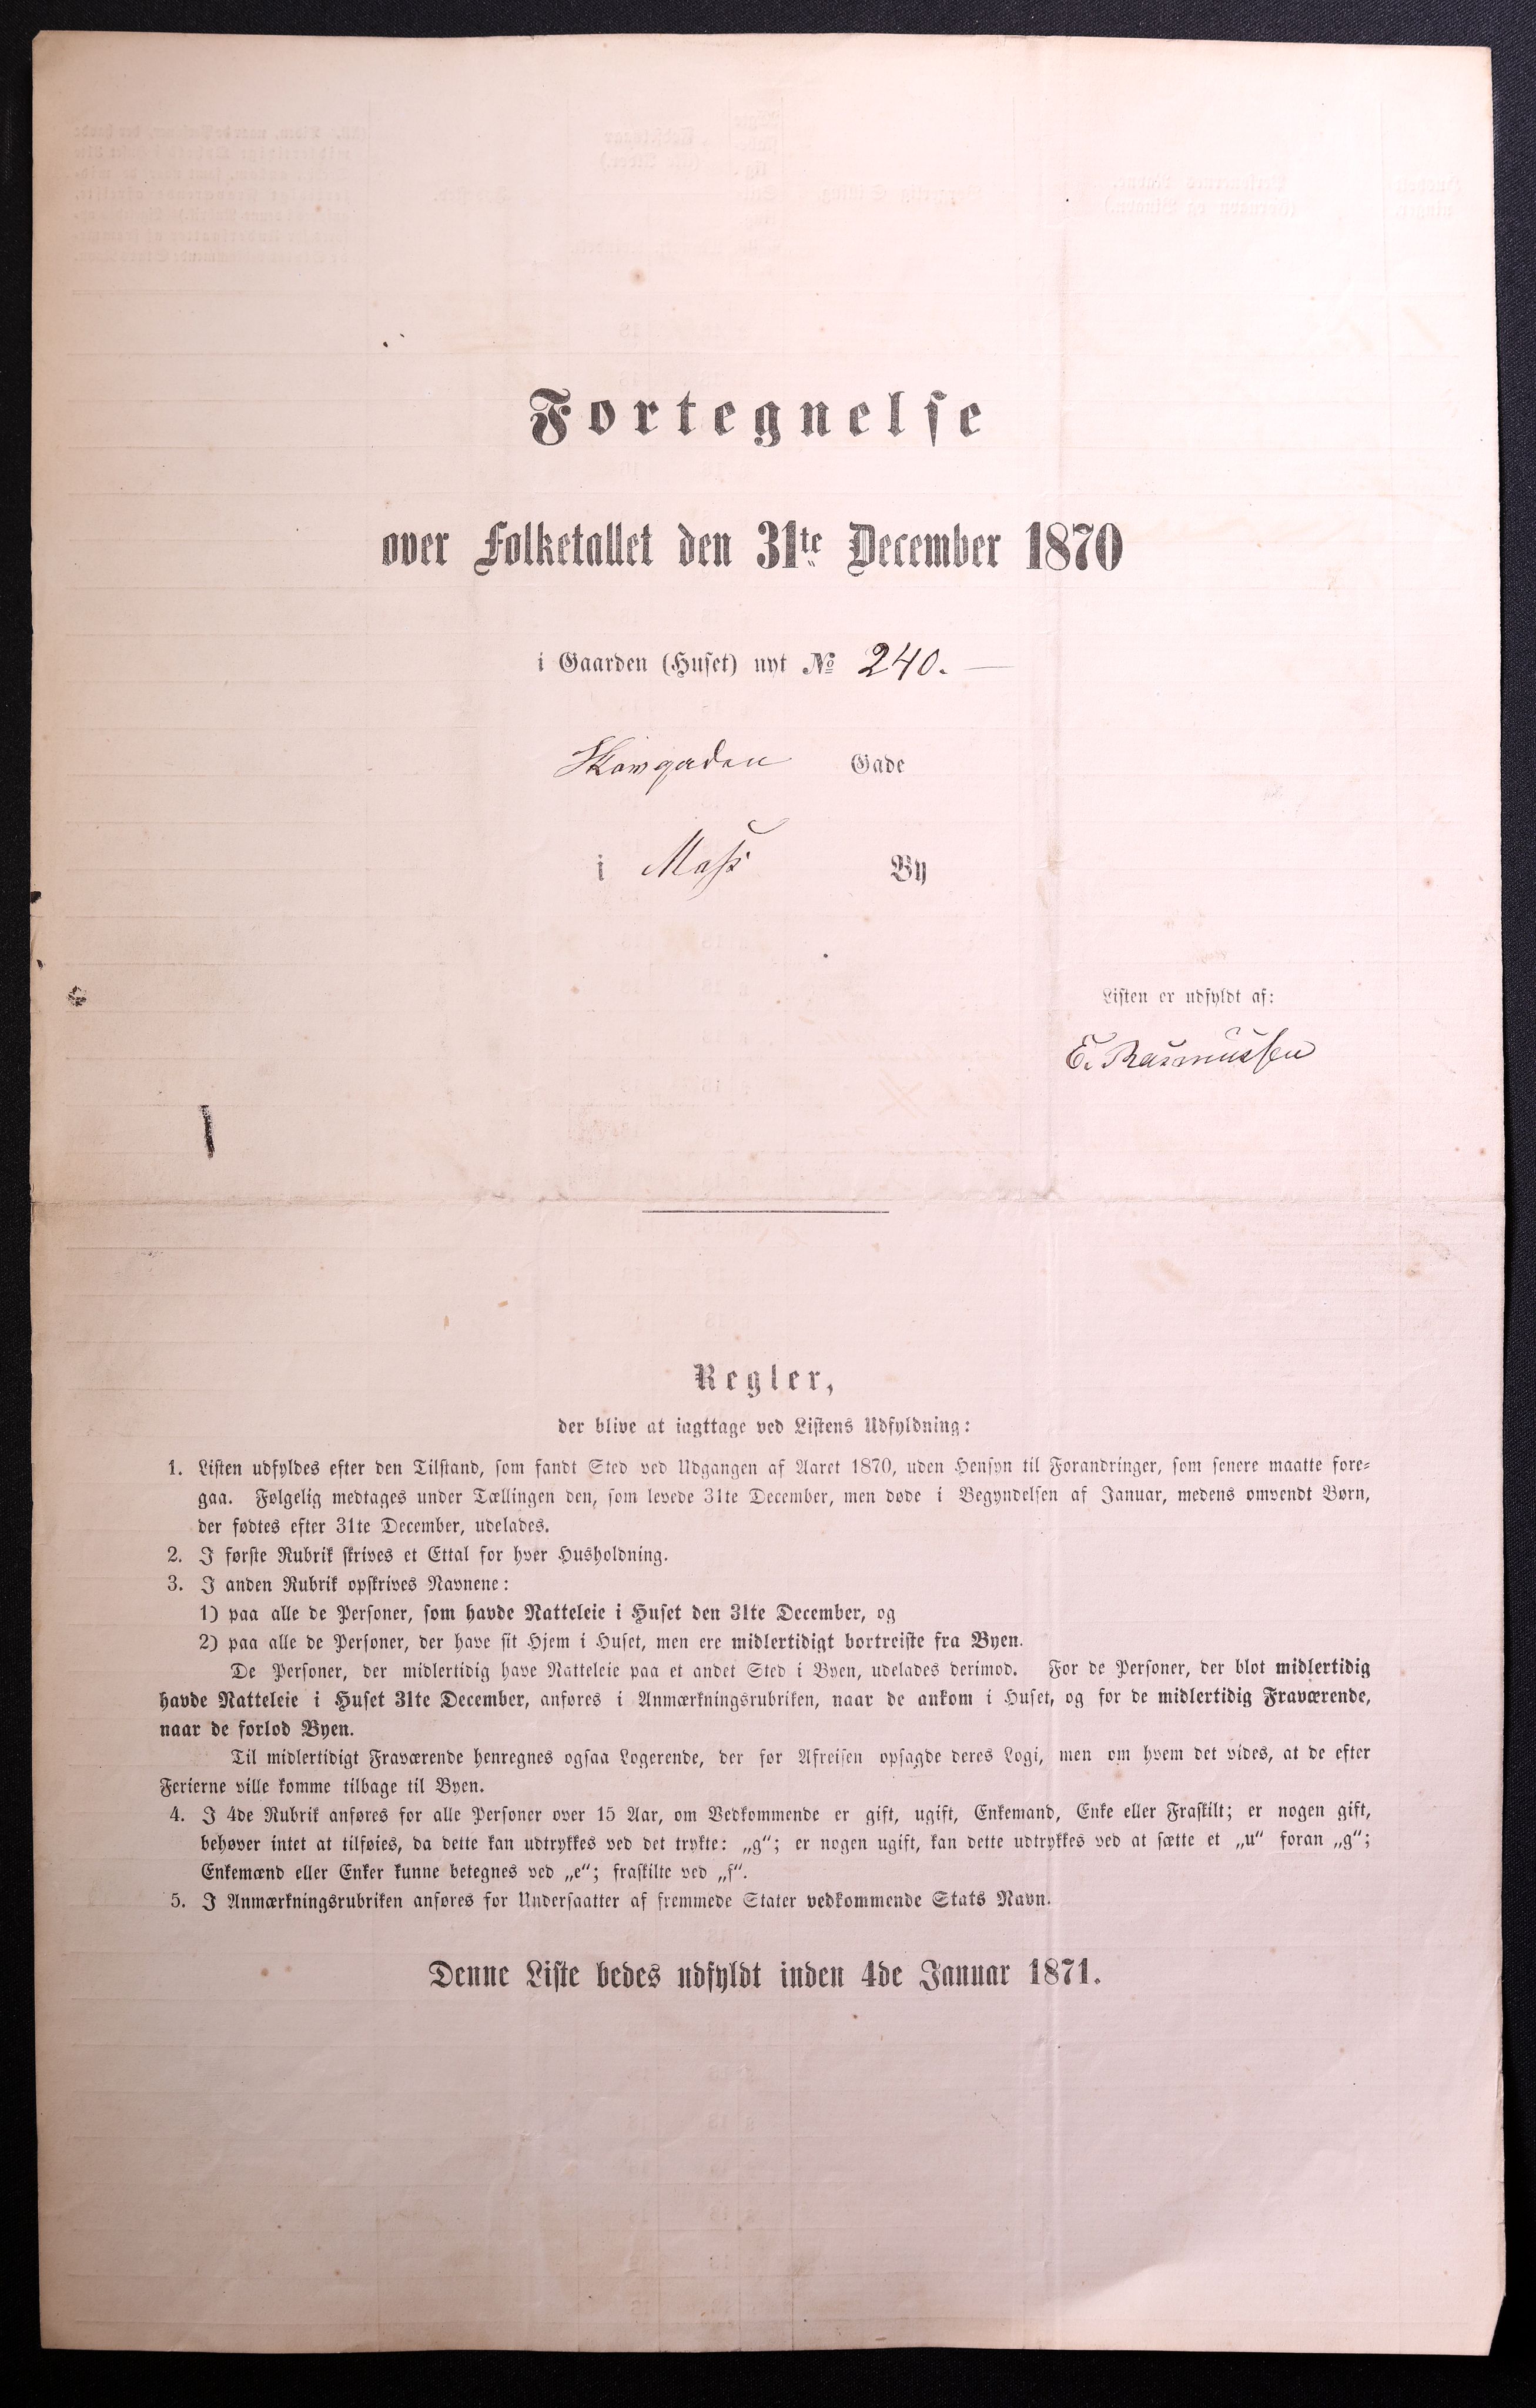 Fortegnelse
over Folketallet den 31te December 1870
i Gaarden (Huset) nyt № 240.
Skovgaden Gade
i Moss By
Listen er udfyldt af:
E. Rasmussen
Regler,
der blive at iagttage ved Listens Udfyldning:
1. Listen udfyldes efter den Tilstand, som fandt Sted ved Udgangen af Aaret 1870, uden Hensyn til Forandringer, som senere maatte fore-
gaa. Følgelig medtages under Tællingen den, som levede 31te December, men døde i Begyndelsen af Januar, medens omvendt Børn,
der fødtes efter 31te December, udelades.
2. I første Rubrik skrives et Ettal for hver Husholdning.
3. I anden Rubrik opskrives Navnene:
1) paa alle de Personer, som havde Natteleie i Huset den 31te December, og
2) paa alle de Personer, der have sit Hjem i Huset, men ere midlertidigt bortreiste fra Byen.
De Personer, der midlertidig have Natteleie paa et andet Sted i Byen, udelades derimod. For de Personer, der blot midlertidig
havde Natteleie i Huset 31te December, anføres i Anmærkningsrubriken, naar de ankom i Huset, og for de midlertidig Fraværende,
naar de forlod Byen.
Til midlertidigt Fraværende henregnes ogsaa Logerende, der før Afreisen opsagde deres Logi, men om hvem det vides, at de efter
Ferierne ville komme tilbage til Byen.
4. I 4de Rubrik anføres for alle Personer over 15 Aar, om Vedkommende er gift, ugift, Enkemand, Enke eller Fraskilt; er nogen gift,
behøver intet at tilføies, da dette kan udtrykkes ved det trykte: „g“; er nogen ugift, kan dette udtrykkes ved at sætte et „u“ foran „g“;
Enkemænd eller Enker kunne betegnes ved „e“; fraskilte ved „f“.
5. I Anmærkningsrubriken anføres for Undersaatter af fremmede Stater vedkommende Stats Navn.
Denne Liste bedes udfyldt inden 4de Januar 1871.